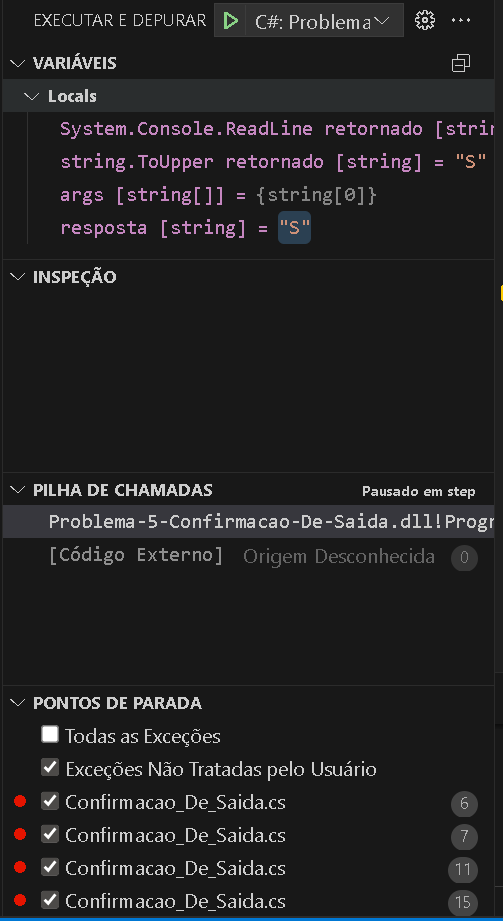 EXECUTAR E DEPURAR C#: Problema
VARIÁVEIS
Locals
System.Console.ReadLine retornado [strin
string.ToUpper retornado [string] = "S"
args [string[]] = {string[0]}
resposta [string] = "S"
INSPEÇÃO
PILHA DE CHAMADAS Pausado em step
Problema-5-Confirmacao-De-Saida.dll!Progr
[Código Externo] Origem Desconhecida 0
PONTOS DE PARADA
Todas as Exceções
Exceções Não Tratadas pelo Usuário
Confirmacao_De_Saida.cs 6
Confirmacao_De_Saida.cs 7
Confirmacao_De_Saida.cs 11
Confirmacao_De_Saida.cs 15